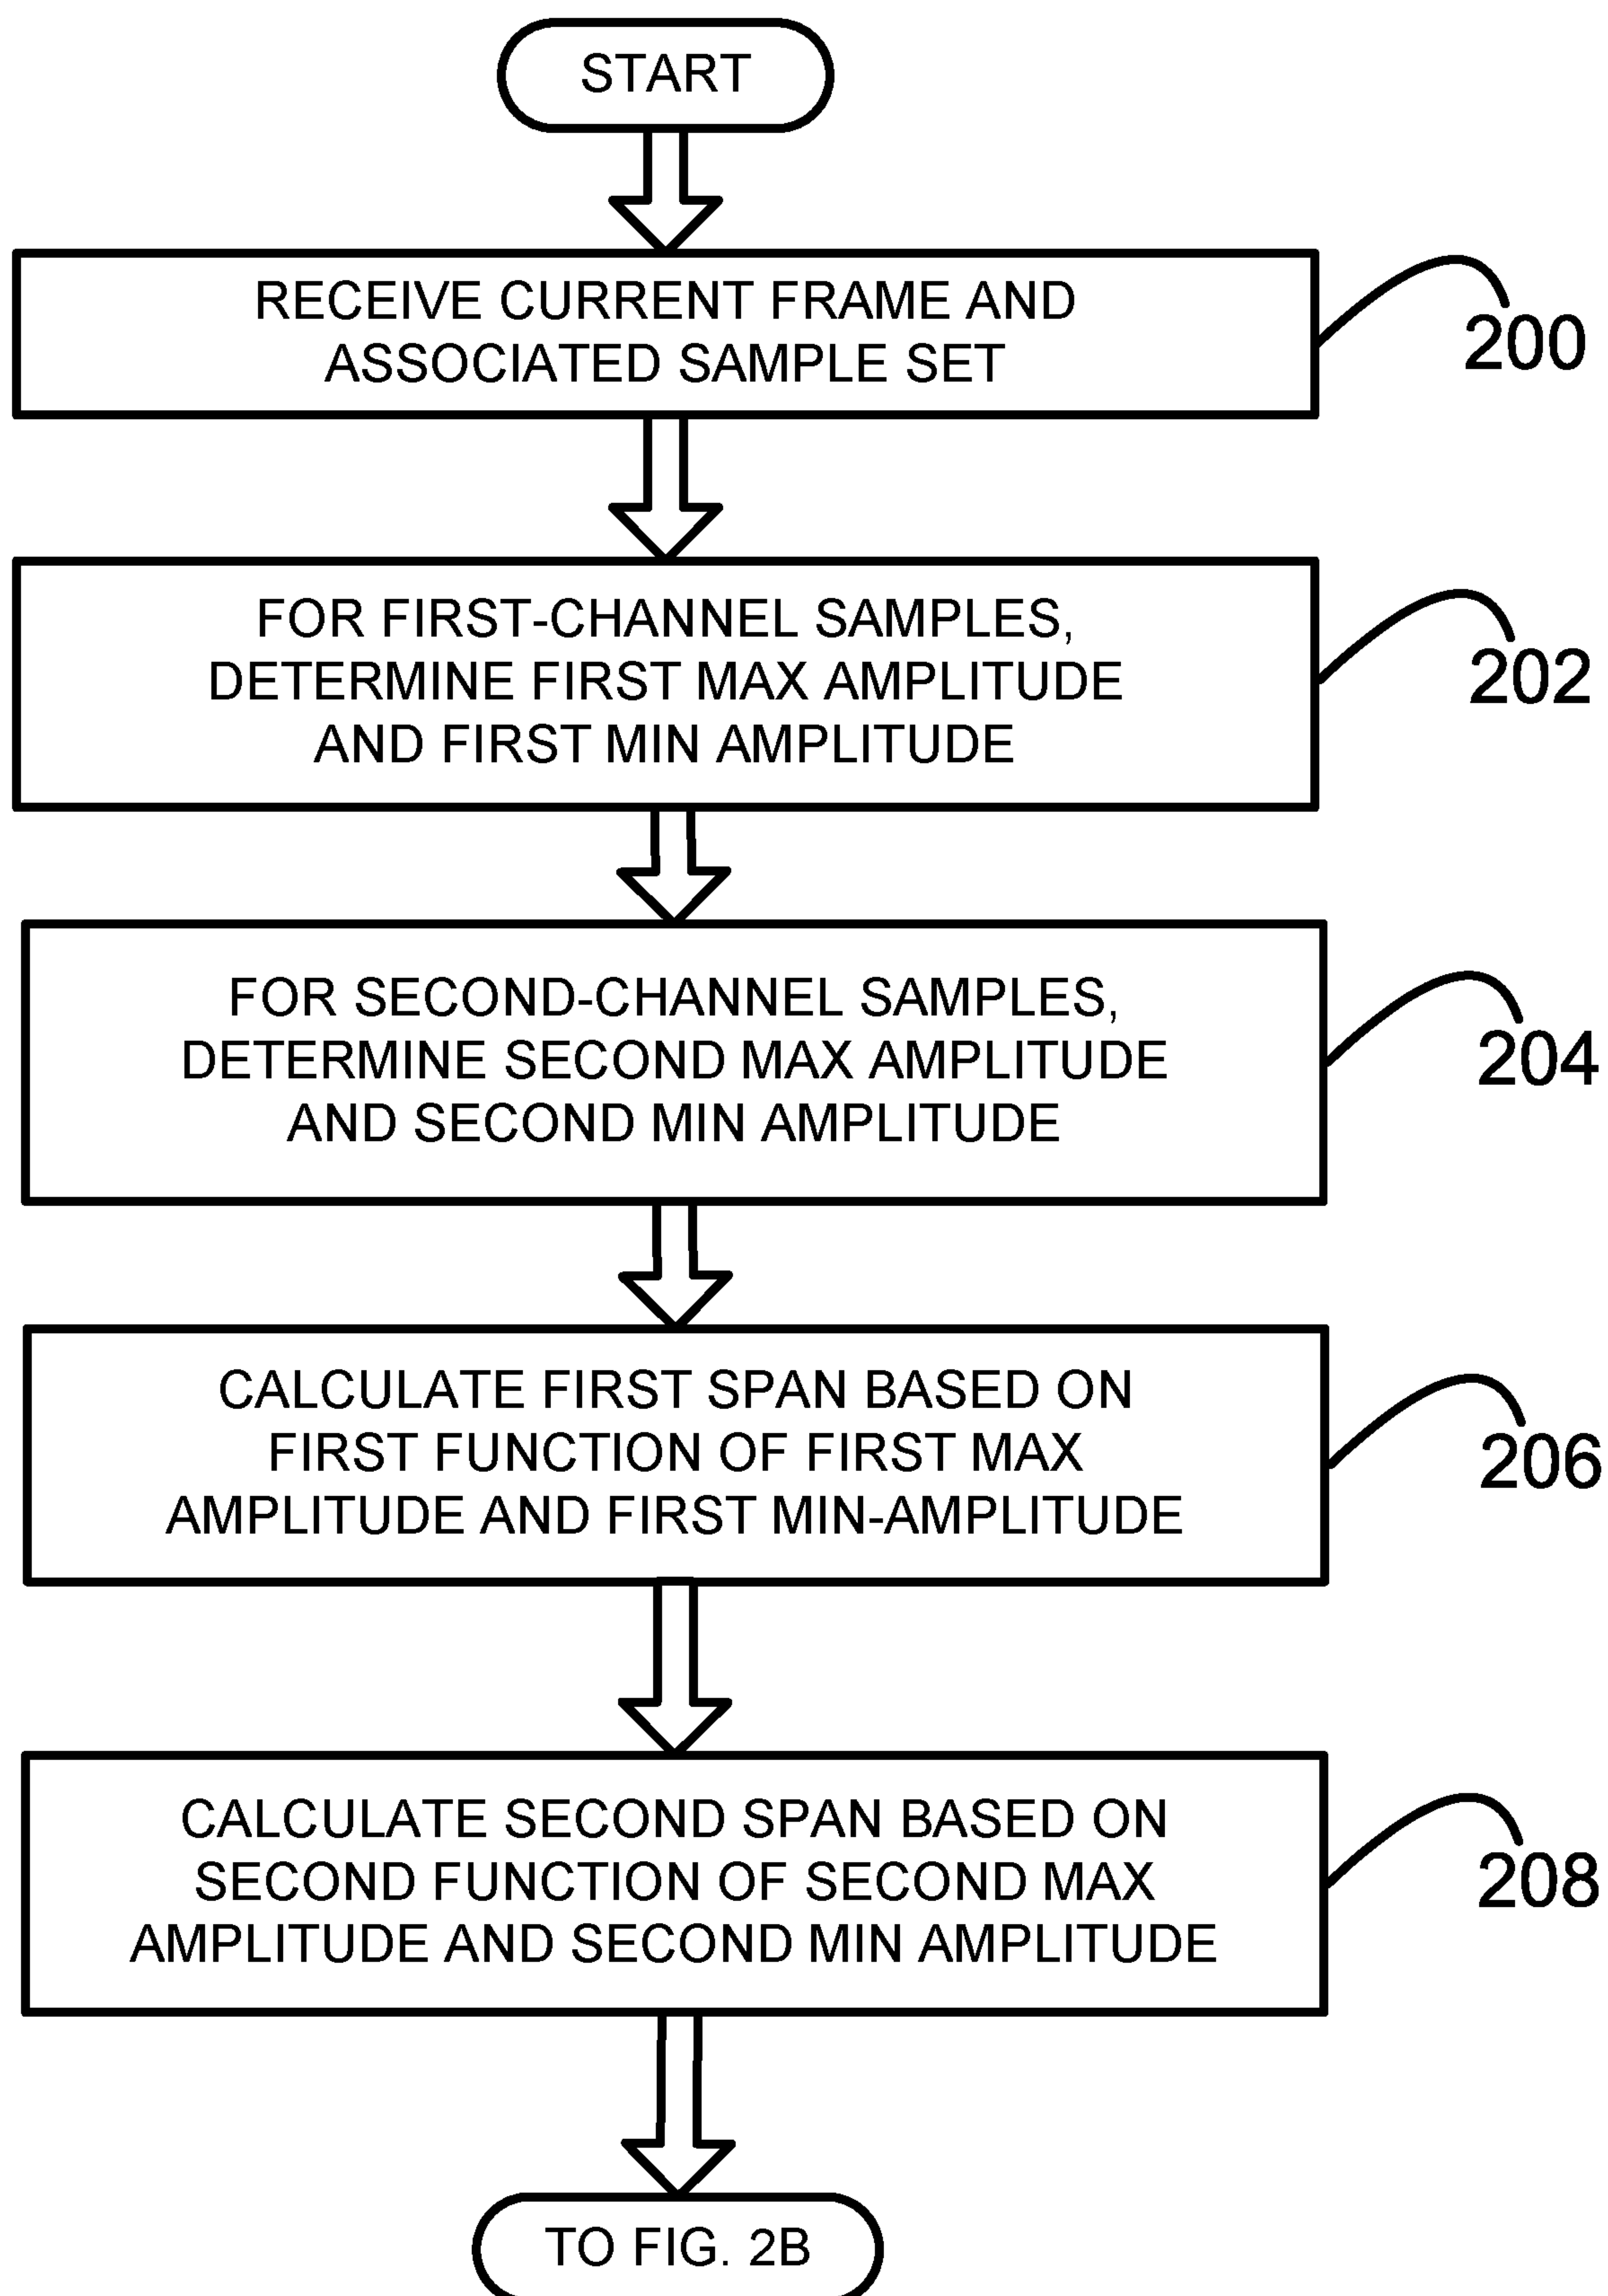 START
RECEIVE CURRENT FRAME AND
ASSOCIATED SAMPLE SET
200
FOR FIRST-CHANNEL SAMPLES,
DETERMINE FIRST MAX AMPLITUDE
AND FIRST MIN AMPLITUDE
202
FOR SECOND-CHANNEL SAMPLES,
DETERMINE SECOND MAX AMPLITUDE
AND SECOND MIN AMPLITUDE
204
CALCULATE FIRST SPAN BASED ON
FIRST FUNCTION OF FIRST MAX
AMPLITUDE AND FIRST MIN-AMPLITUDE
206
CALCULATE SECOND SPAN BASED ON
SECOND FUNCTION OF SECOND MAX
AMPLITUDE AND SECOND MIN AMPLITUDE
208
TO FIG. 2B